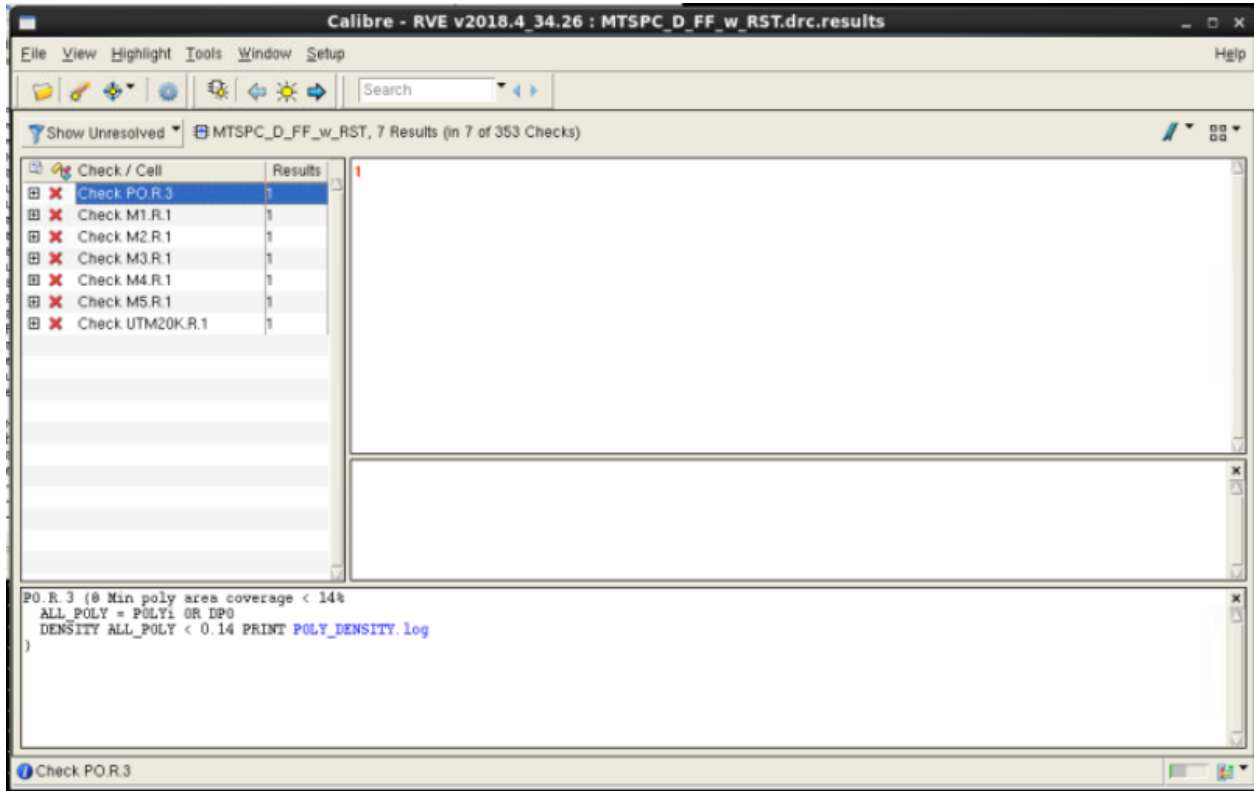 Calibre - RVE v2018.4_34.26 : MTSPC_D_FF_w_RST.drc.results
File View Highlight Tools Window Setup Help
Search
Show Unresolved MTSPC_D_FF_w_RST, 7 Results (in 7 of 353 Checks)
Check / Cell Results
Check PO.R.3 1
Check M1.R.1 1
Check M2.R.1 1
Check M3.R.1 1
Check M4.R.1 1
Check M5.R.1 1
Check UTM20K.R.1 1
1
PO.R.3 {@ Min poly area coverage < 14%
ALL_POLY = POLYi OR DPO
DENSITY ALL_POLY < 0.14 PRINT POLY_DENSITY.log
}
Check PO.R.3